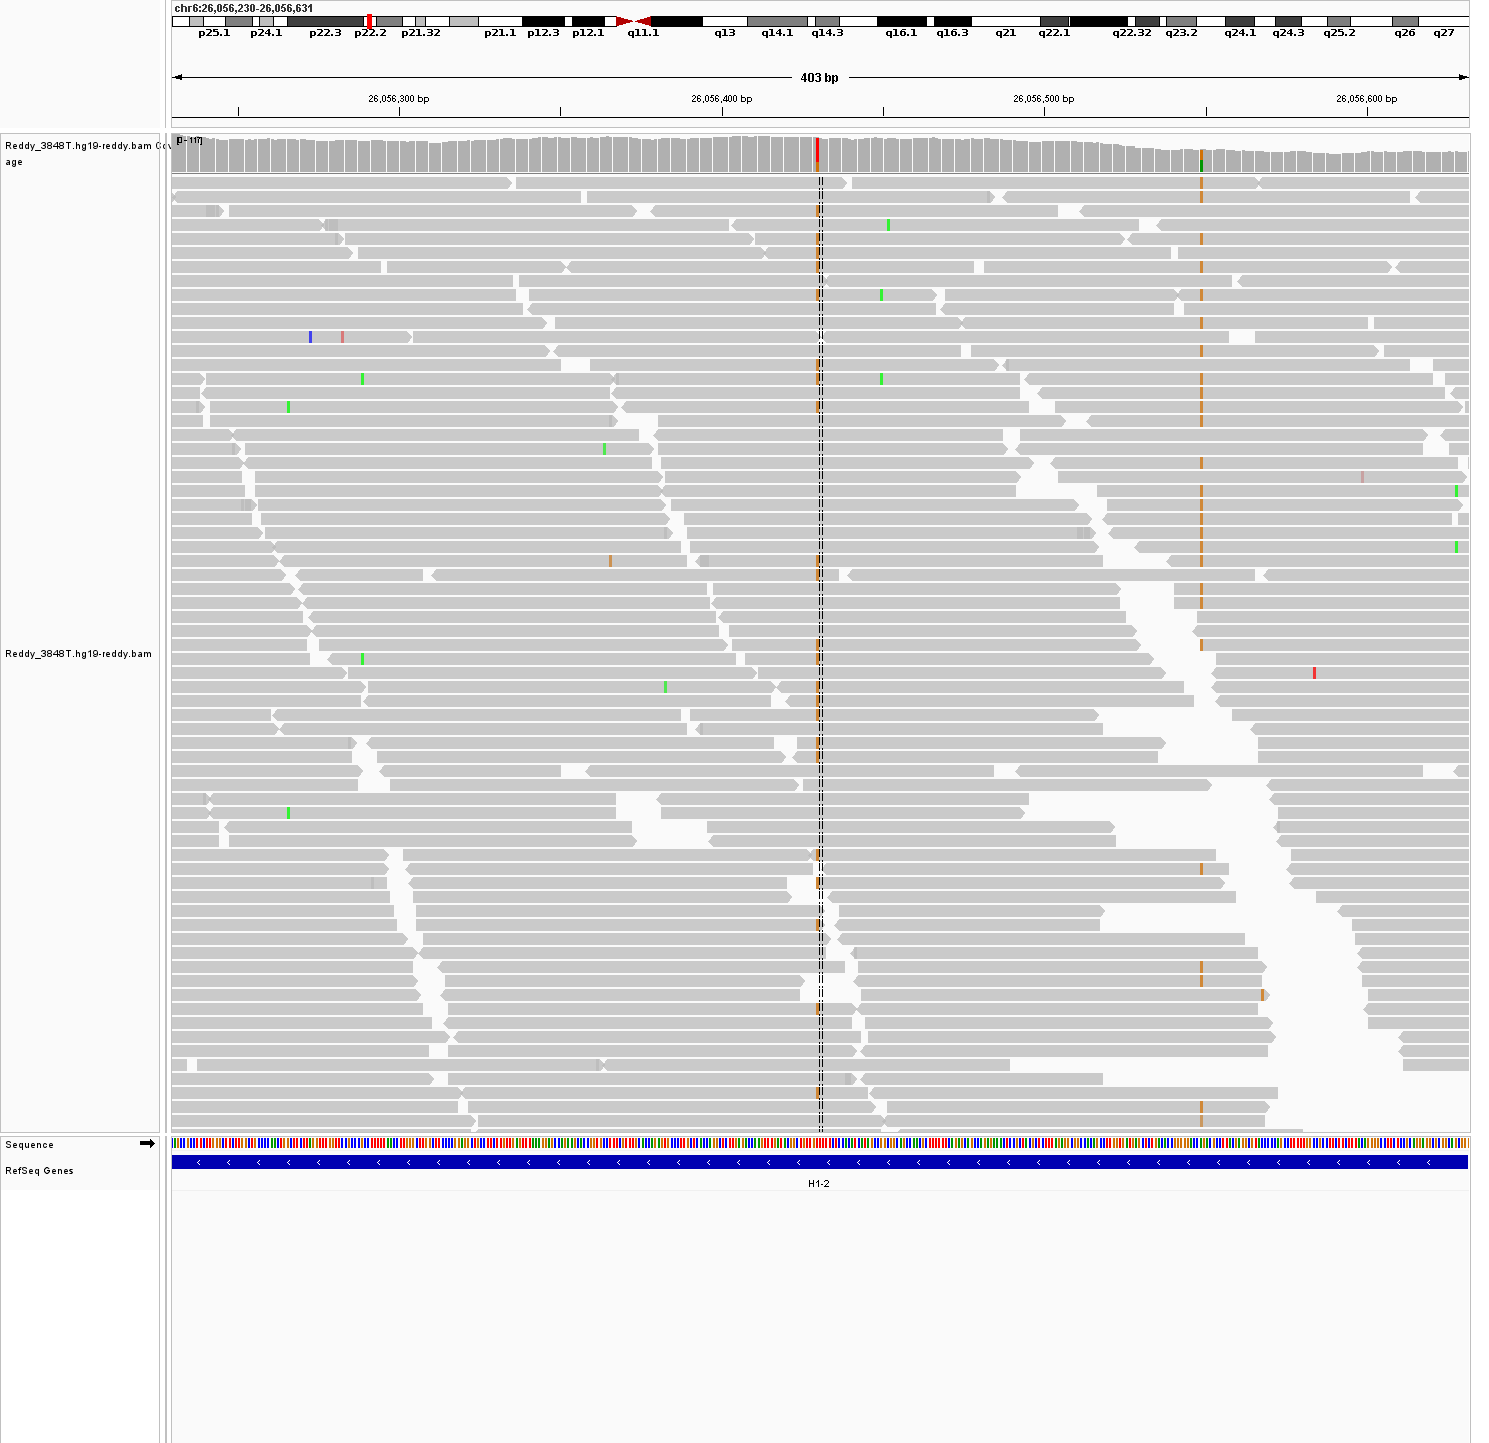 chr6:26,056,230-26,056,631
p25.1 p24.1 p22.3 p22.2 p21.32 p21.1 p12.3 p12.1 q11.1 q13 q14.1 q14.3 q16.1 q16.3 q21 q22.1 q22.32 q23.2 q24.1 q24.3 q25.2 q26 q27
403 bp
26,056,300 bp 26,056,400 bp 26,056,500 bp 26,056,600 bp
[0 - 117]
Reddy_3848T.hg19-reddy.bam Cov
age
Reddy_3848T.hg19-reddy.bam
Sequence
RefSeq Genes
H1-2